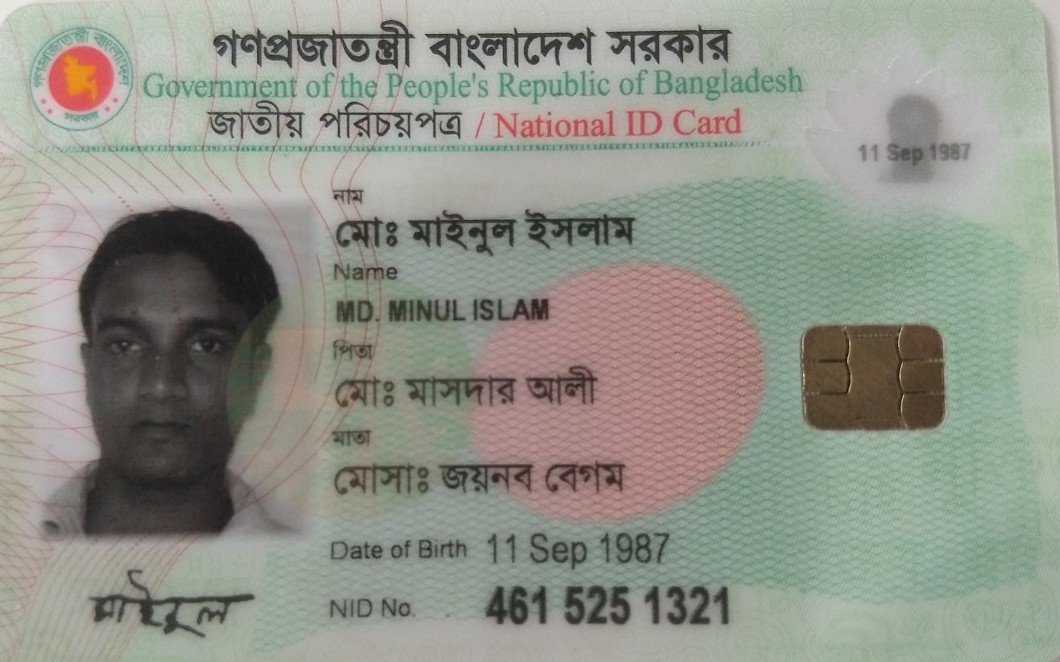 গণপ্রজাতন্ত্রী বাংলাদেশ সরকার
Government of the People's Republic of Bangladesh
জাতীয় পরিচয়পত্র / National ID Card
গণপ্রজাতন্ত্রী বাংলাদেশ
সরকার
11 Sep 1987
নাম
মোঃ মাইনুল ইসলাম
Name
MD. MINUL ISLAM
পিতা
মোঃ মাসদার আলী
মাতা
মোসাঃ জয়নব বেগম
Date of Birth 11 Sep 1987
NID No. 461 525 1321
মাইনুল